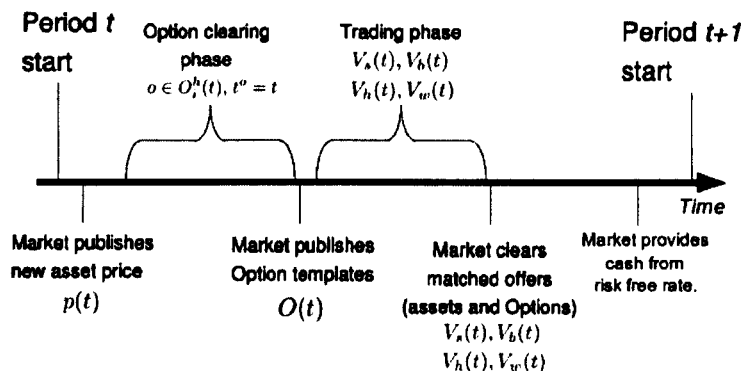 Period t
start
Option clearing
phase
o ∈ O_s^h(t), t^o = t
Trading phase
V_s(t), V_b(t)
V_h(t), V_w(t)
Period t+1
start
Time
Market publishes
new asset price
p(t)
Market publishes
Option templates
O(t)
Market clears
matched offers
(assets and Options)
V_s(t), V_b(t)
V_h(t), V_w(t)
Market provides
cash from
risk free rate.